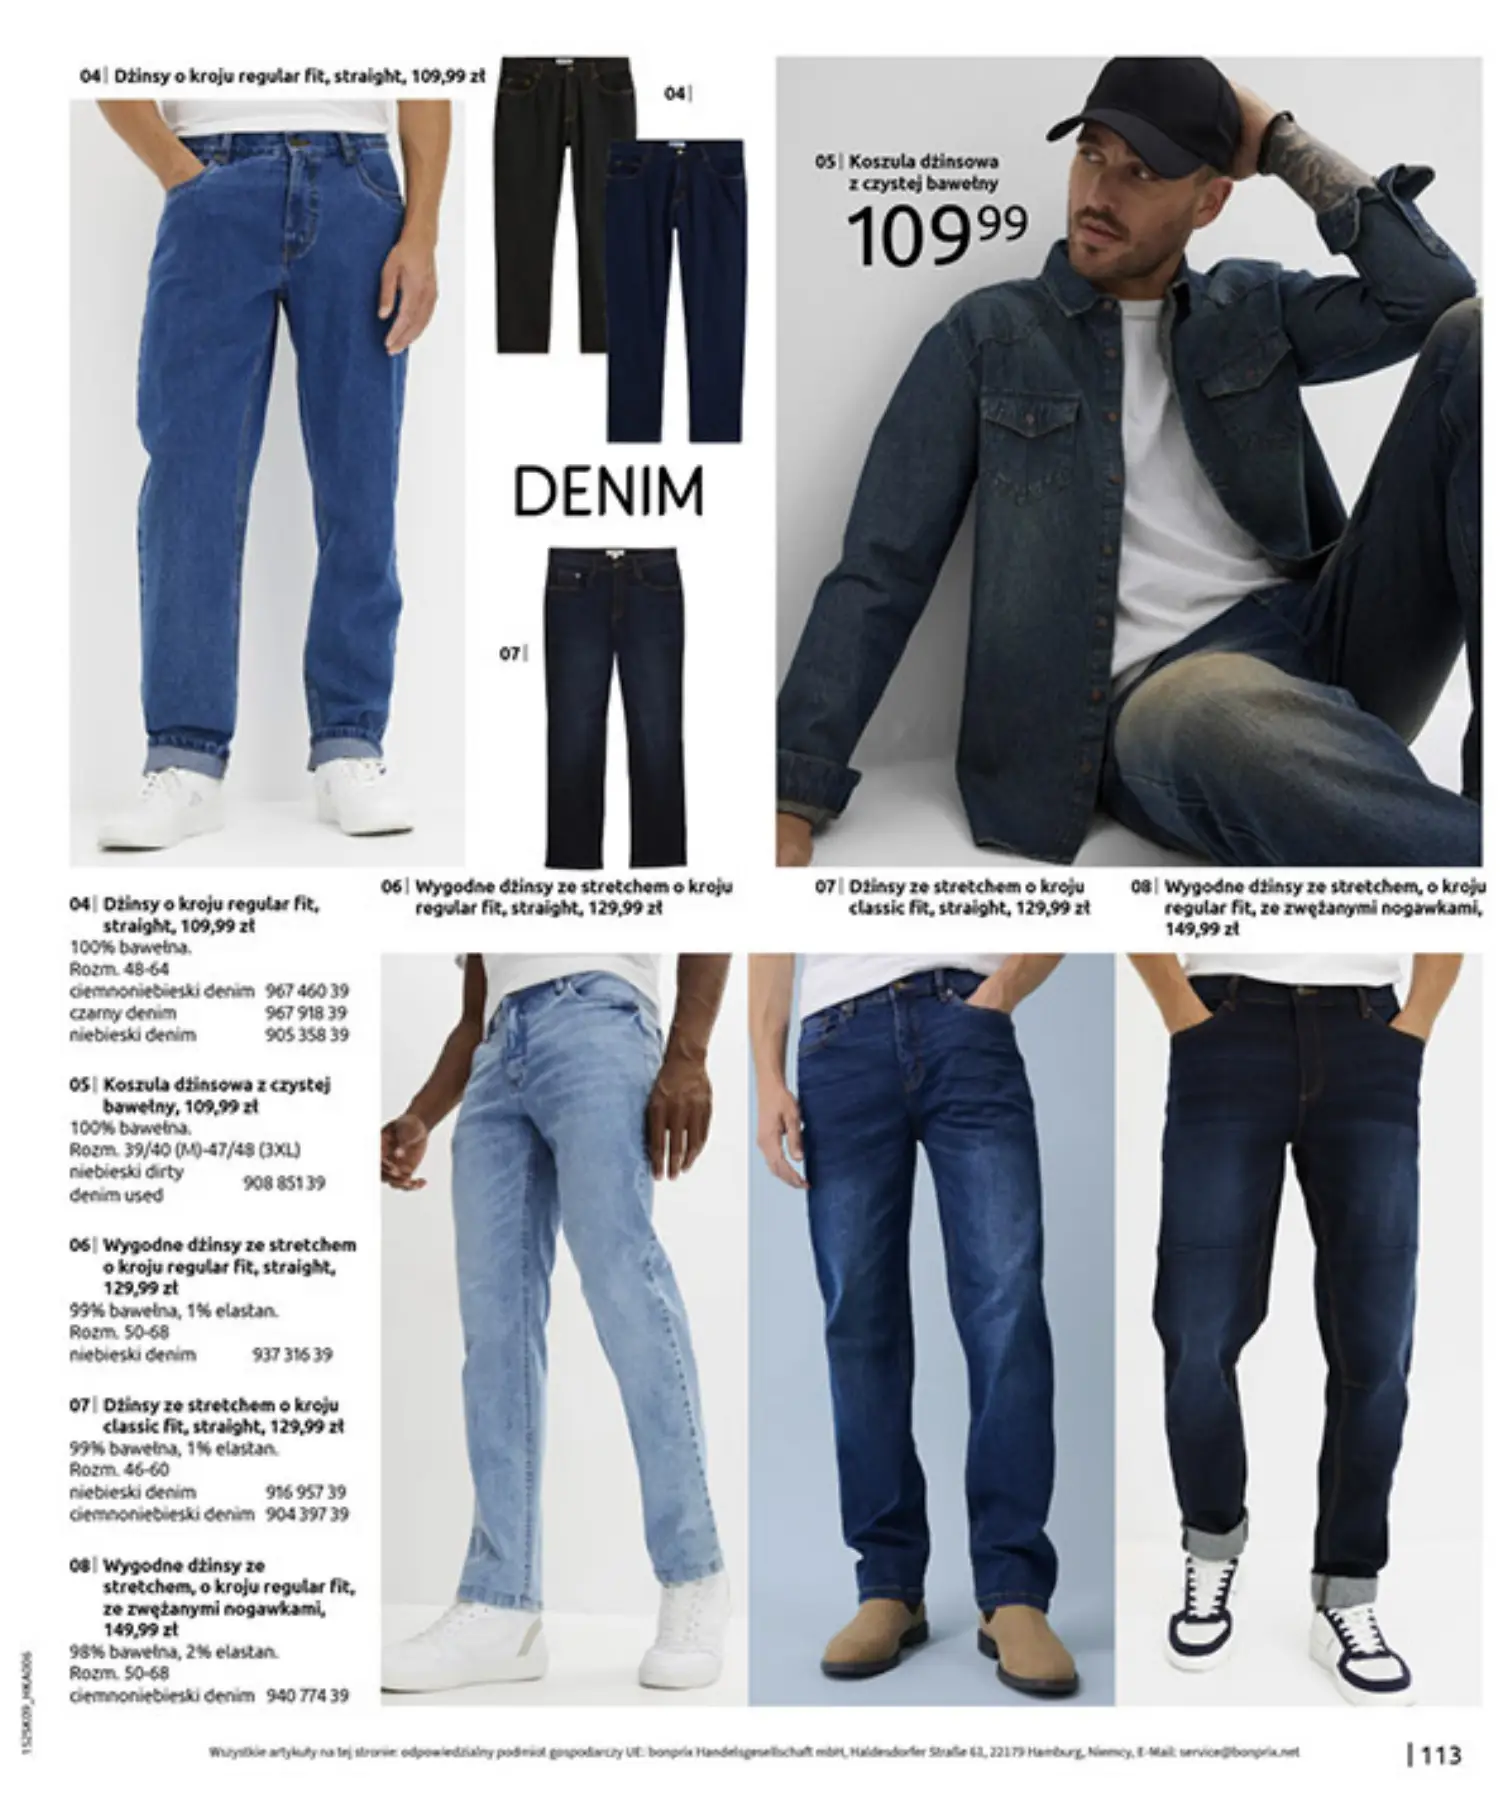 04| Dżinsy o kroju regular fit, straight, 109,99 zł
04|
05| Koszula dżinsowa
z czystej bawełny
109⁹⁹
DENIM
07|
06| Wygodne dżinsy ze stretchem o kroju
regular fit, straight, 129,99 zł
07| Dżinsy ze stretchem o kroju
classic fit, straight, 129,99 zł
08| Wygodne dżinsy ze stretchem, o kroju
regular fit, ze zwężanymi nogawkami,
149,99 zł
04| Dżinsy o kroju regular fit,
straight, 109,99 zł
100% bawełna.
Rozm. 48-64
ciemnoniebieski denim 967 460 39
czarny denim 967 918 39
niebieski denim 905 358 39
05| Koszula dżinsowa z czystej
bawełny, 109,99 zł
100% bawełna.
Rozm. 39/40 (M)-47/48 (3XL)
niebieski dirty
denim used 908 851 39
06| Wygodne dżinsy ze stretchem
o kroju regular fit, straight,
129,99 zł
99% bawełna, 1% elastan.
Rozm. 50-68
niebieski denim 937 316 39
07| Dżinsy ze stretchem o kroju
classic fit, straight, 129,99 zł
99% bawełna, 1% elastan.
Rozm. 46-60
niebieski denim 916 957 39
ciemnoniebieski denim 904 397 39
08| Wygodne dżinsy ze
stretchem, o kroju regular fit,
ze zwężanymi nogawkami,
149,99 zł
98% bawełna, 2% elastan.
Rozm. 50-68
ciemnoniebieski denim 940 774 39
152SK09_HKA006
Wszystkie artykuły na tej stronie: odpowiedzialny podmiot gospodarczy UE: bonprix Handelsgesellschaft mbH, Haldesdorfer Straße 61, 22179 Hamburg, Niemcy, E-Mail: service@bonprix.net
| 113